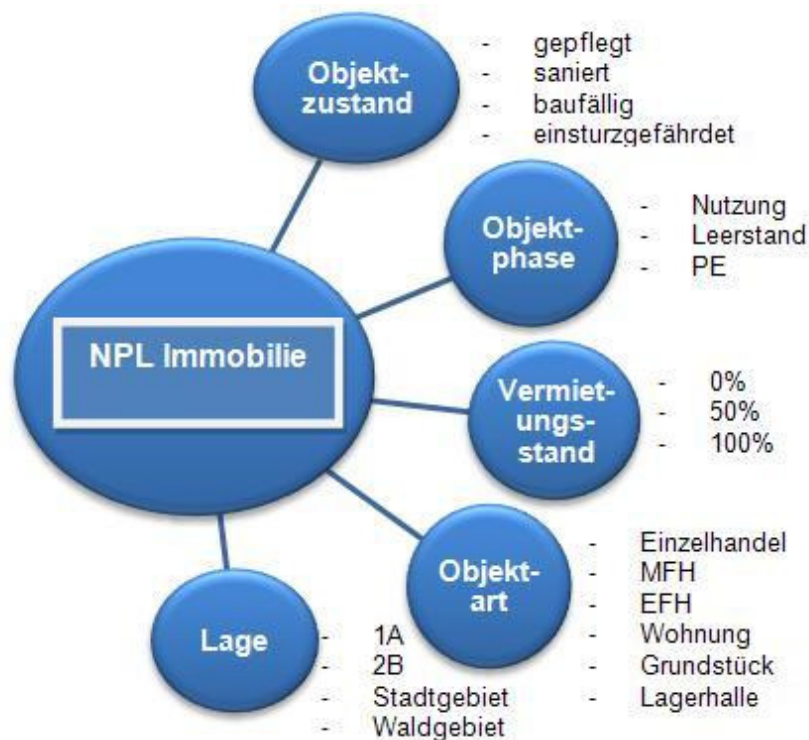 Objekt-
zustand
- gepflegt
- saniert
- baufällig
- einsturzgefährdet
Objekt-
phase
- Nutzung
- Leerstand
- PE
NPL Immobilie
Vermiet-
ungs-
stand
- 0%
- 50%
- 100%
Objekt-
art
- Einzelhandel
- MFH
- EFH
- Wohnung
- Grundstück
- Lagerhalle
Lage
- 1A
- 2B
- Stadtgebiet
- Waldgebiet